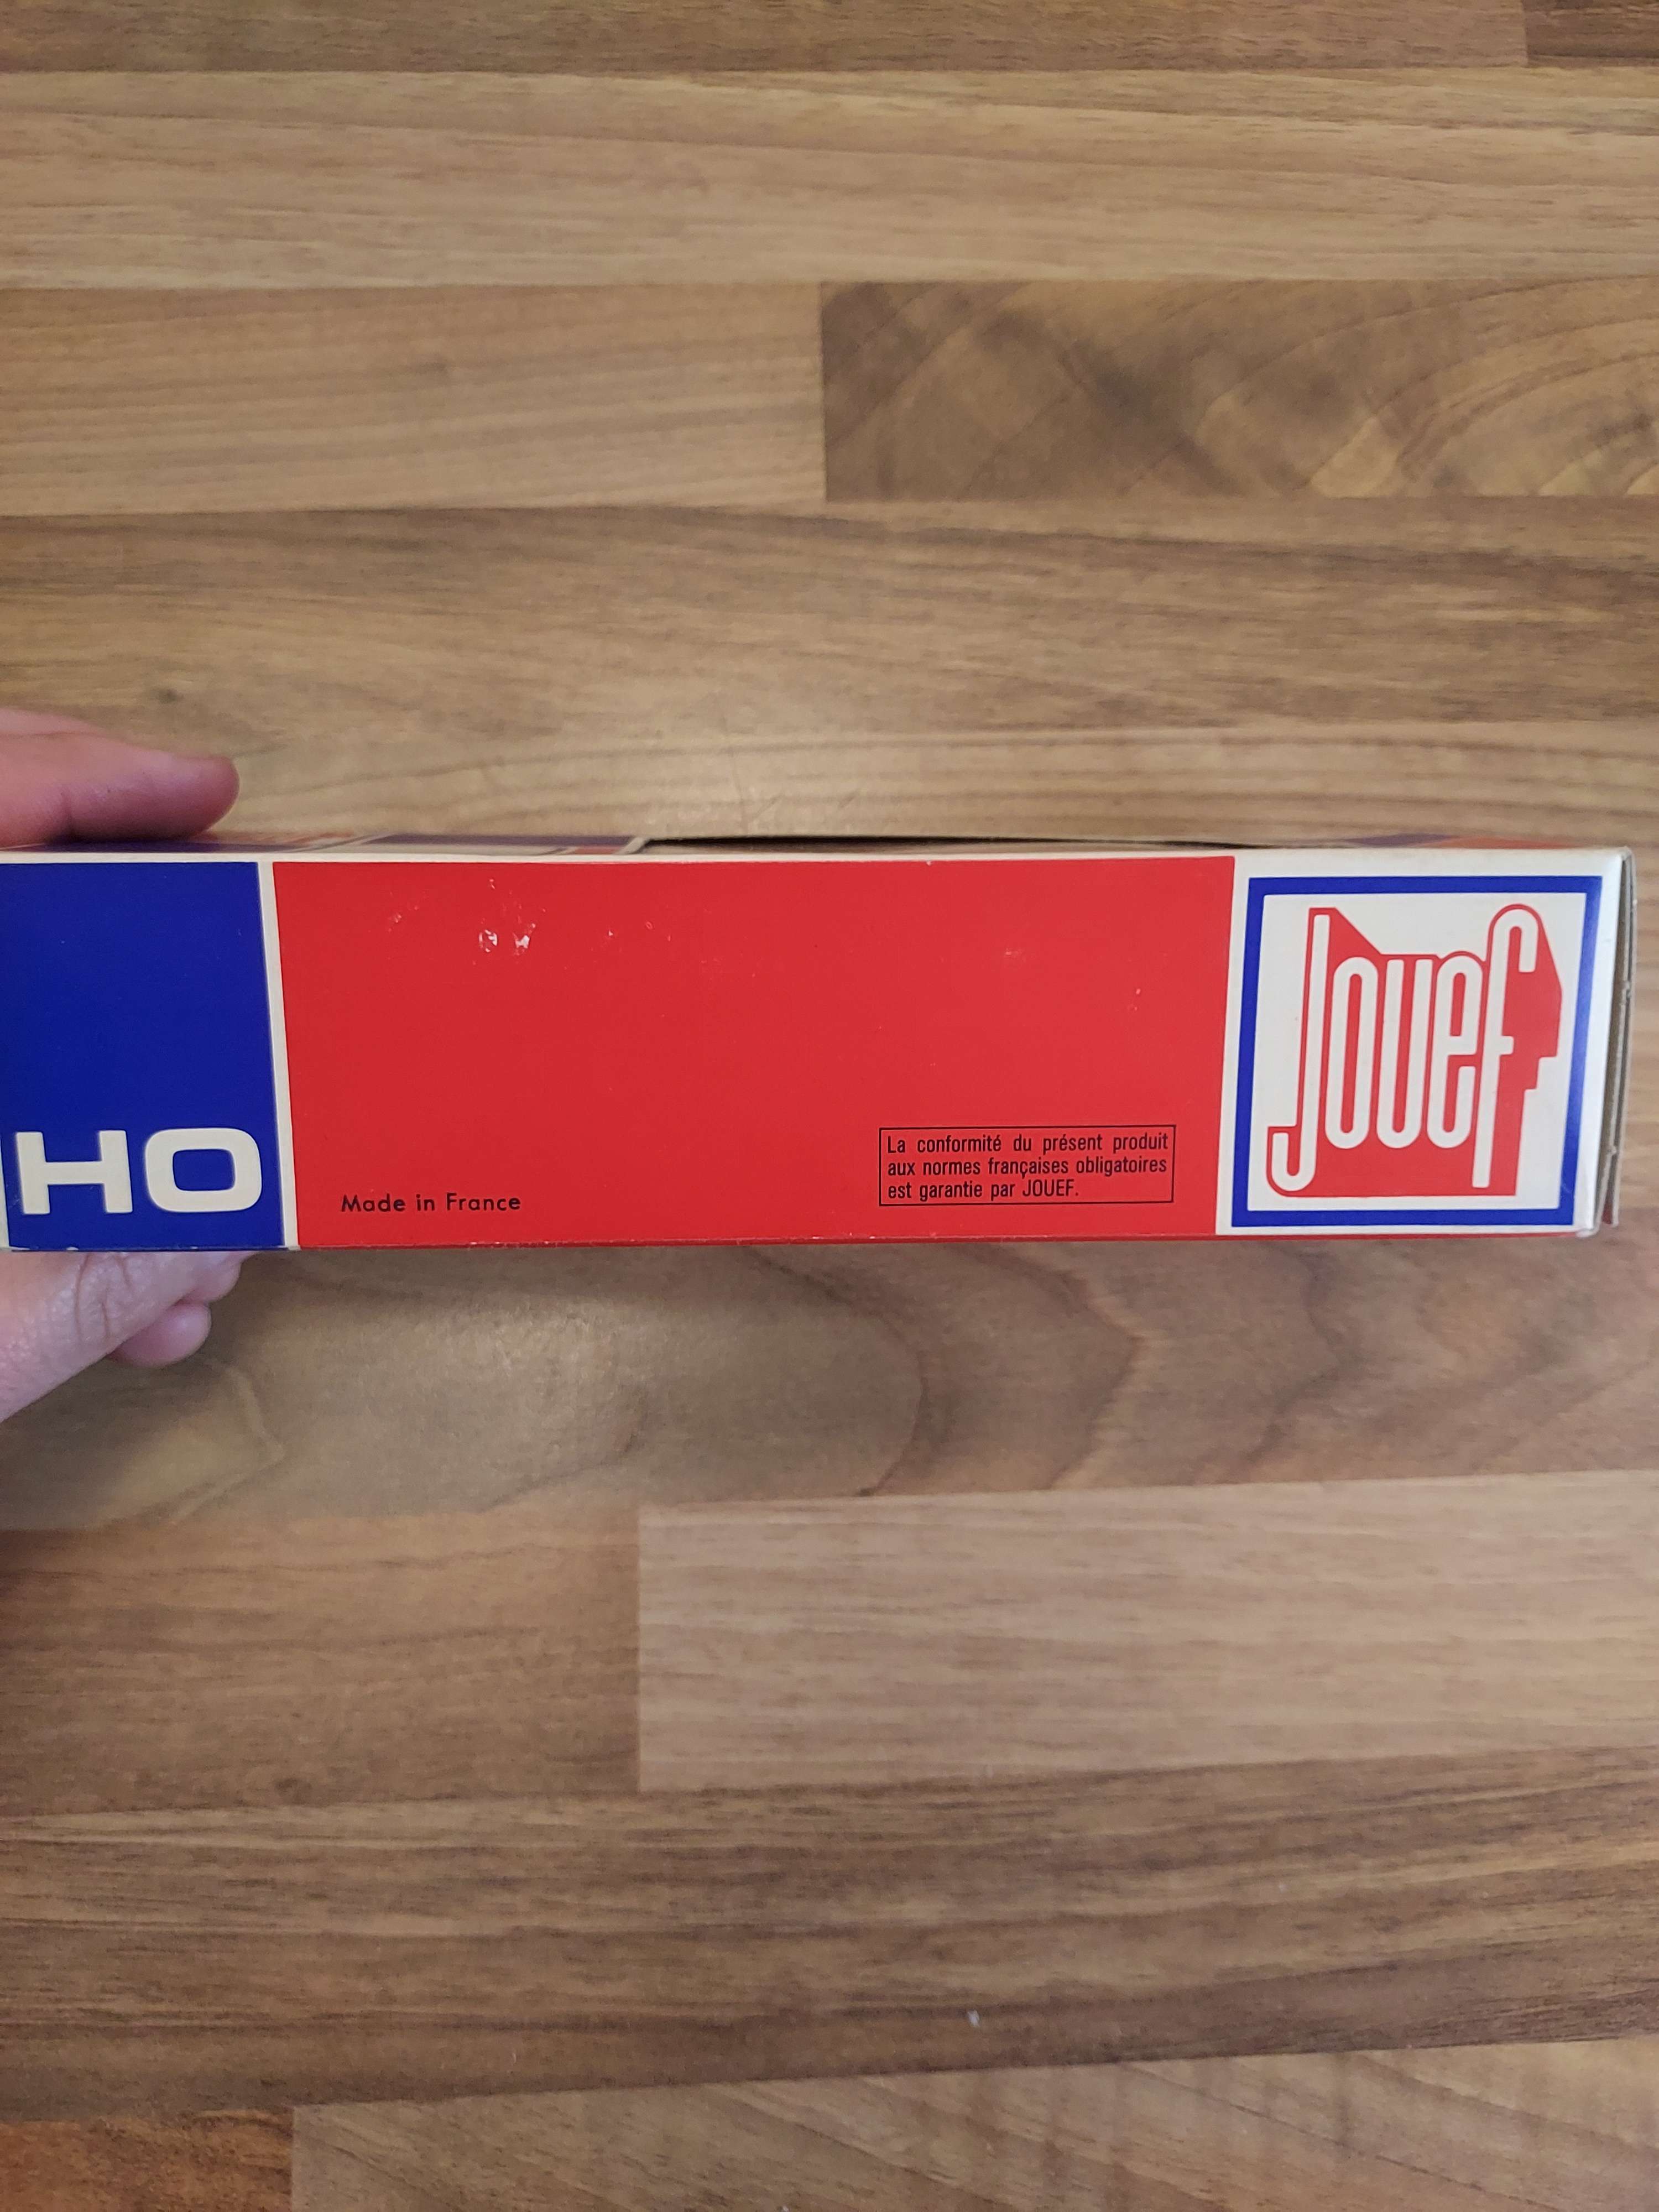 HO
Made in France
La conformité du présent produit
aux normes françaises obligatoires
est garantie par JOUEF.
Jouef